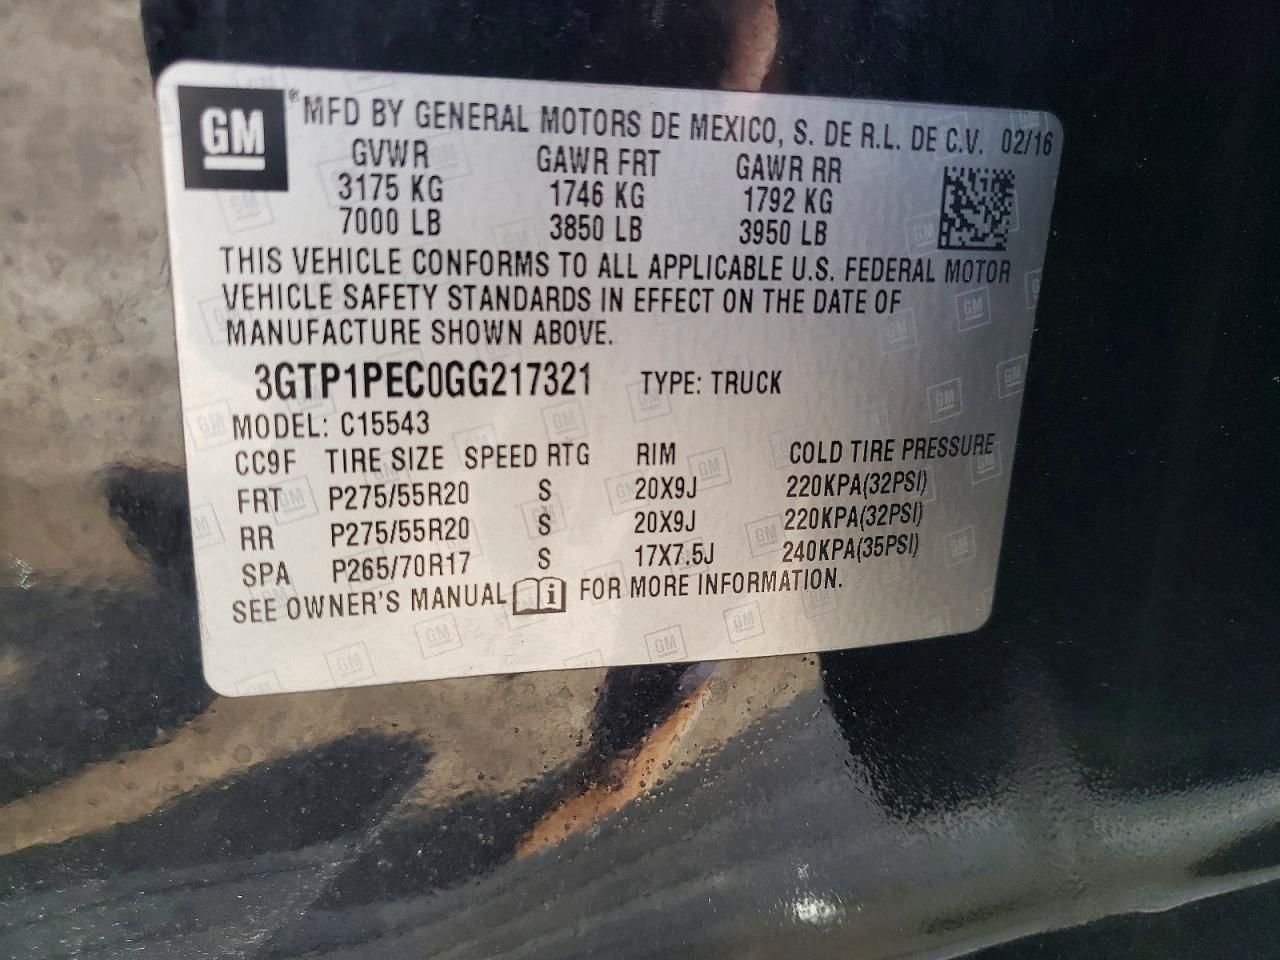 GM ® MFD BY GENERAL MOTORS DE MEXICO, S. DE R.L. DE C.V. 02/16
GVWR GAWR FRT GAWR RR
3175 KG 1746 KG 1792 KG
7000 LB 3850 LB 3950 LB
THIS VEHICLE CONFORMS TO ALL APPLICABLE U.S. FEDERAL MOTOR
VEHICLE SAFETY STANDARDS IN EFFECT ON THE DATE OF
MANUFACTURE SHOWN ABOVE.
3GTP1PEC0GG217321 TYPE: TRUCK
MODEL: C15543
CC9F TIRE SIZE SPEED RTG RIM COLD TIRE PRESSURE
FRT P275/55R20 S 20X9J 220KPA(32PSI)
RR P275/55R20 S 20X9J 220KPA(32PSI)
SPA P265/70R17 S 17X7.5J 240KPA(35PSI)
SEE OWNER'S MANUAL i FOR MORE INFORMATION.